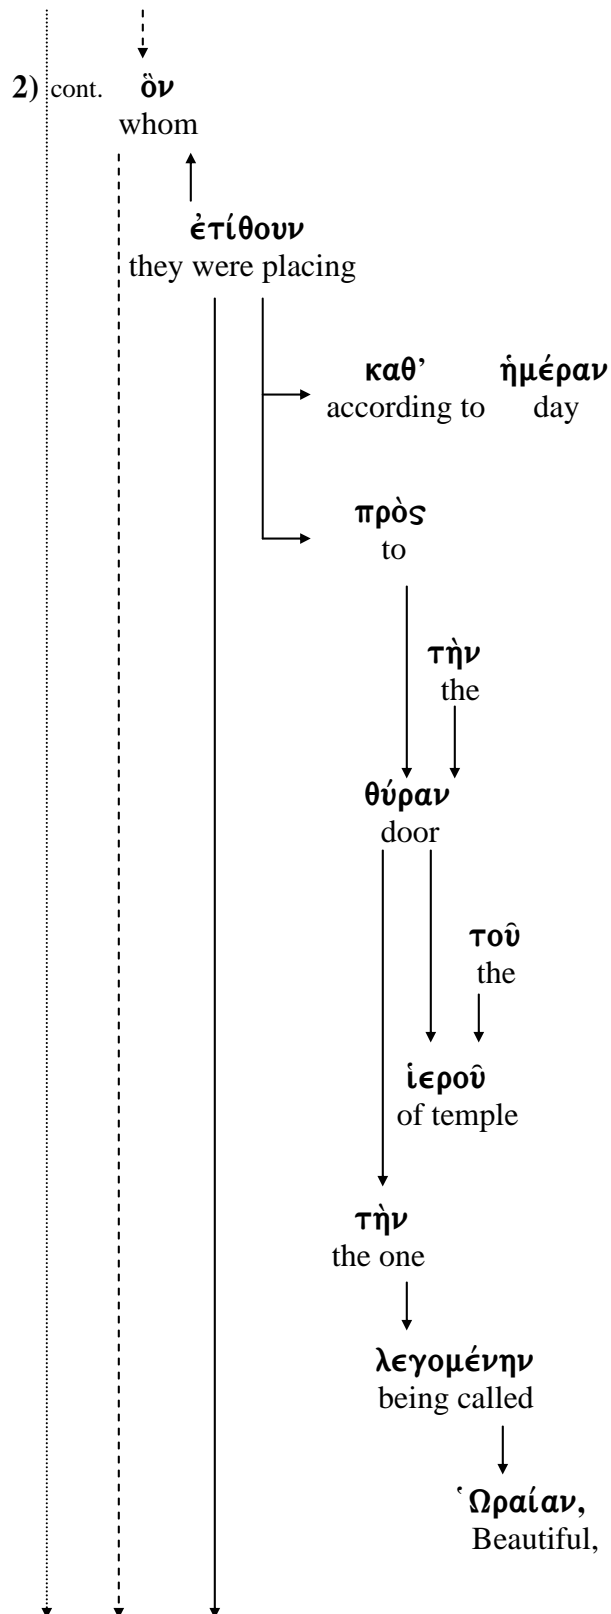 2) cont. ὃν
whom
ἐτίθουν
they were placing
καθ’ ἡμέραν
according to day
πρὸς
to
τὴν
the
θύραν
door
τοῦ
the
ἱεροῦ
of temple
τὴν
the one
λεγομένην
being called
Ὡραίαν,
Beautiful,